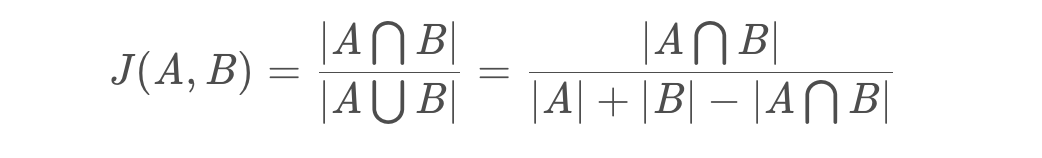 J(A, B) = |A ⋂ B| / |A ⋃ B| = |A ⋂ B| / (|A| + |B| − |A ⋂ B|)